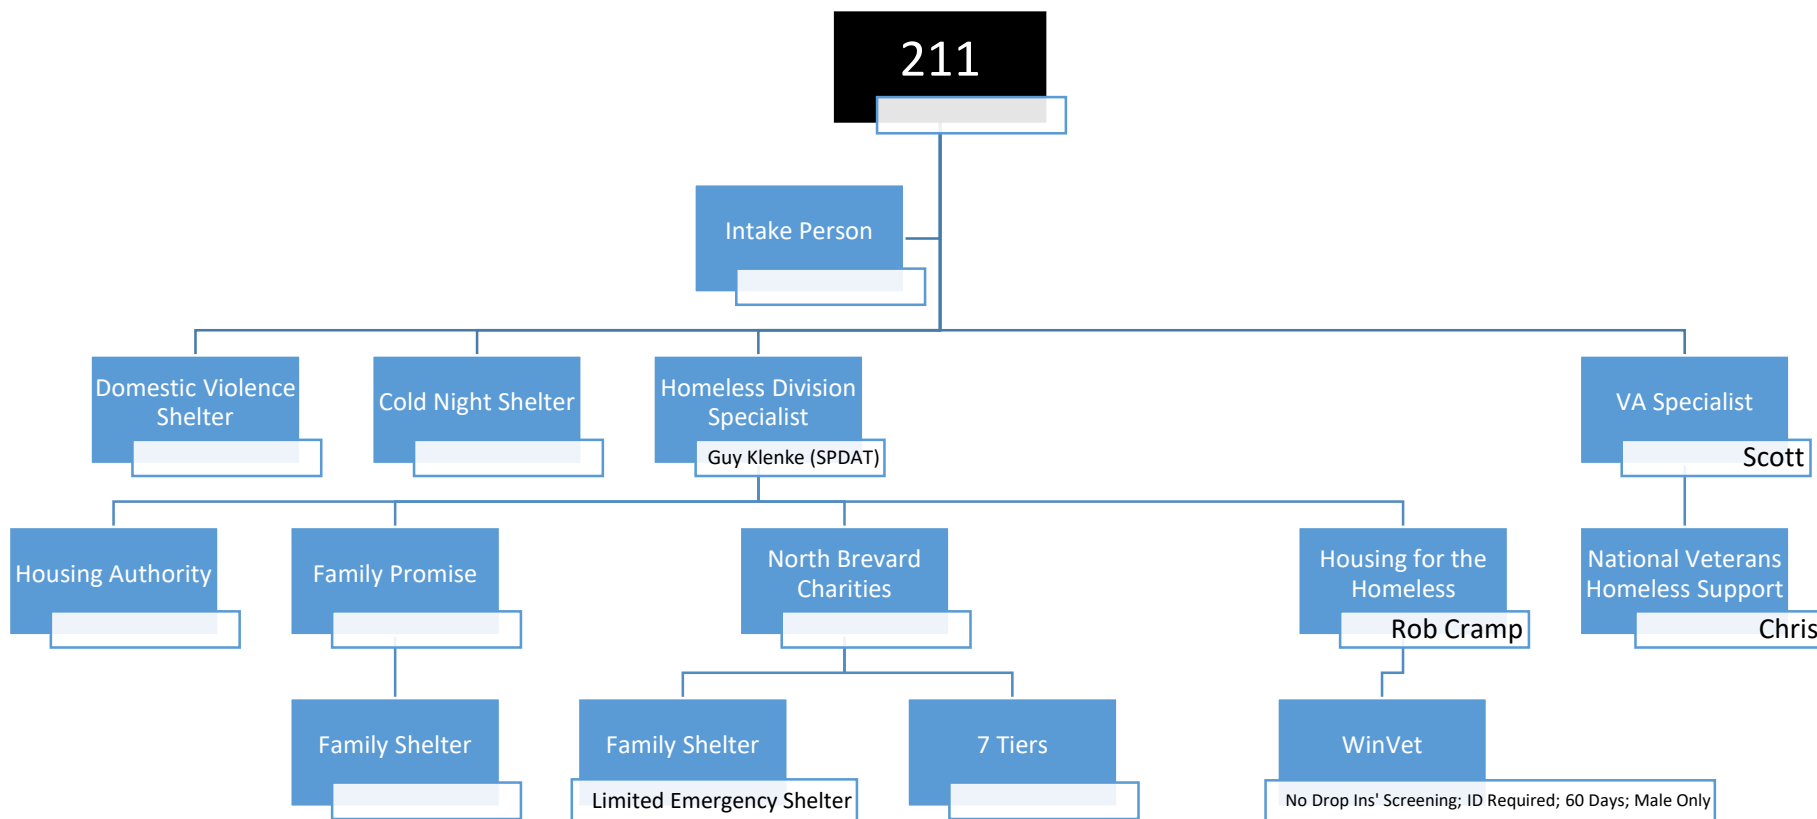 211
Intake Person
Domestic Violence
Shelter
Cold Night Shelter
Homeless Division
Specialist
Guy Klenke (SPDAT)
VA Specialist
Scott
Housing Authority
Family Promise
North Brevard
Charities
Housing for the
Homeless
Rob Cramp
National Veterans
Homeless Support
Chris
Family Shelter
Family Shelter
Limited Emergency Shelter
7 Tiers
WinVet
No Drop Ins' Screening; ID Required; 60 Days; Male Only